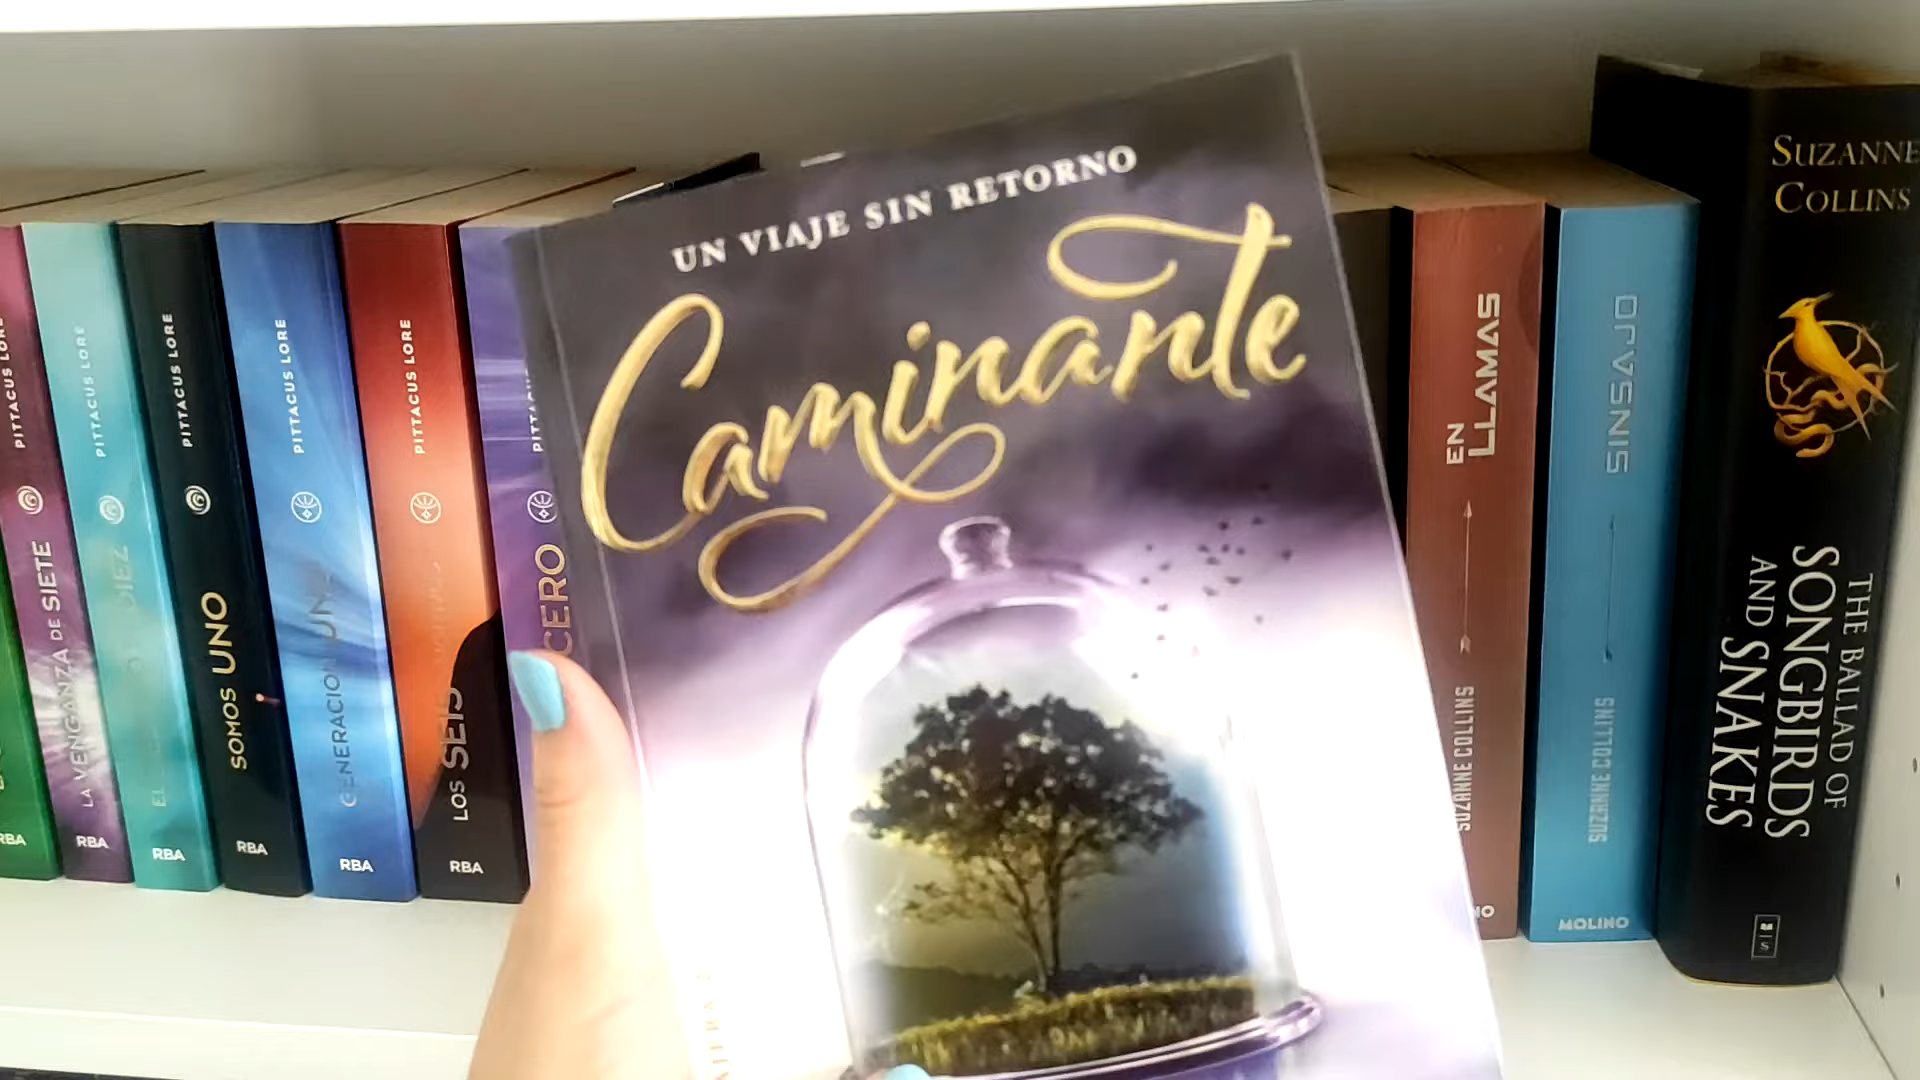 UN VIAJE SIN RETORNO
Caminante
PITTACUS LORE
LA VENGANZA DE SIETE
RBA
PITTACUS LORE
EL
DIEZ
RBA
PITTACUS LORE
SOMOS UNO
RBA
PITTACUS LORE
GENERACIÓN UNO
RBA
PITTACUS LORE
LOS SEIS
RBA
CERO
RBA
EN LLAMAS
SUZANNE COLLINS
SINSAJO
SUZANNE COLLINS
MOLINO
SUZANNE
COLLINS
THE BALLAD OF
SONGBIRDS
AND SNAKES